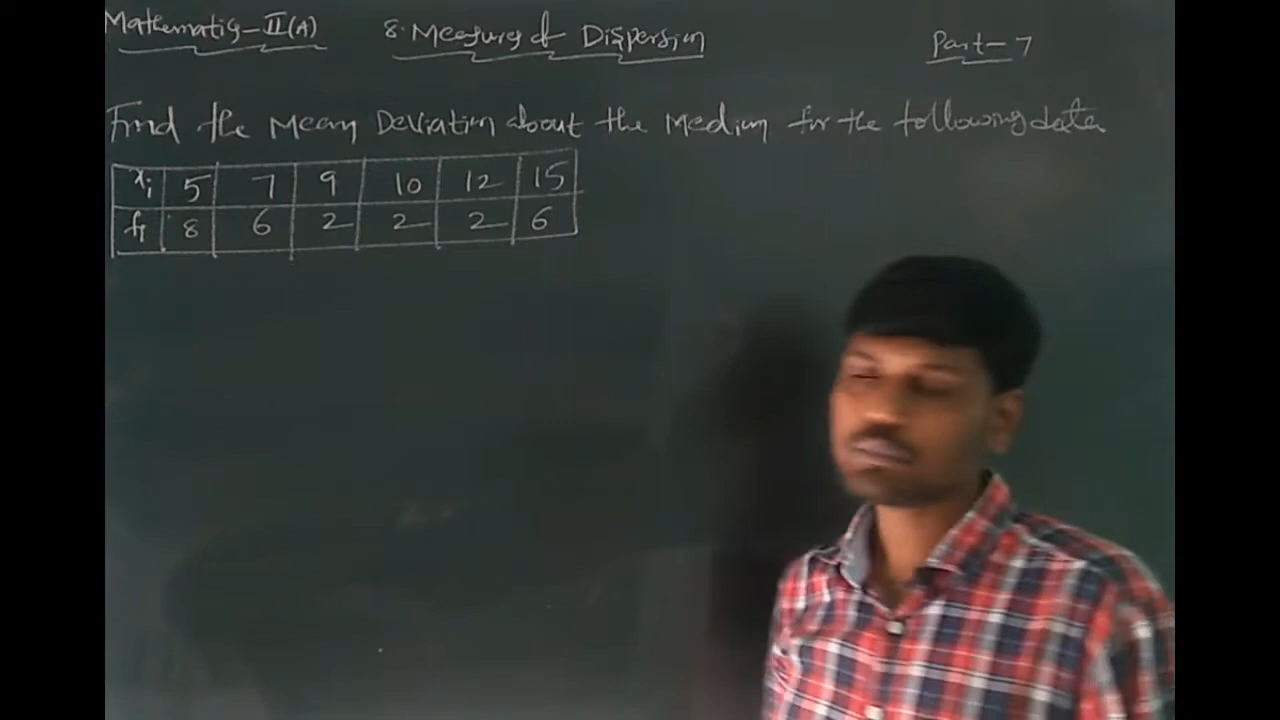 Mathematics-II(A) 8. Measures of Dispersion Part-7
Find the Mean Deviation about the Median for the following data
xi 5 7 9 10 12 15
fi 8 6 2 2 2 6